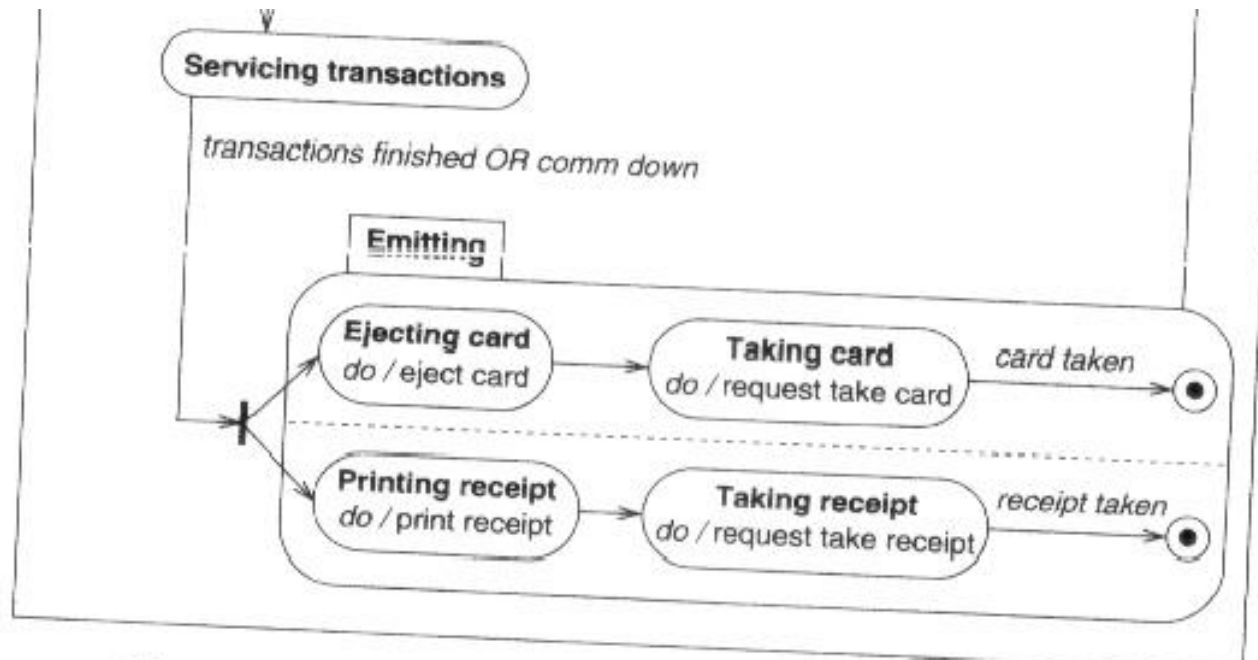 Servicing transactions
transactions finished OR comm down
Emitting
Ejecting card
do / eject card
Taking card
do / request take card
card taken
Printing receipt
do / print receipt
Taking receipt
do / request take receipt
receipt taken